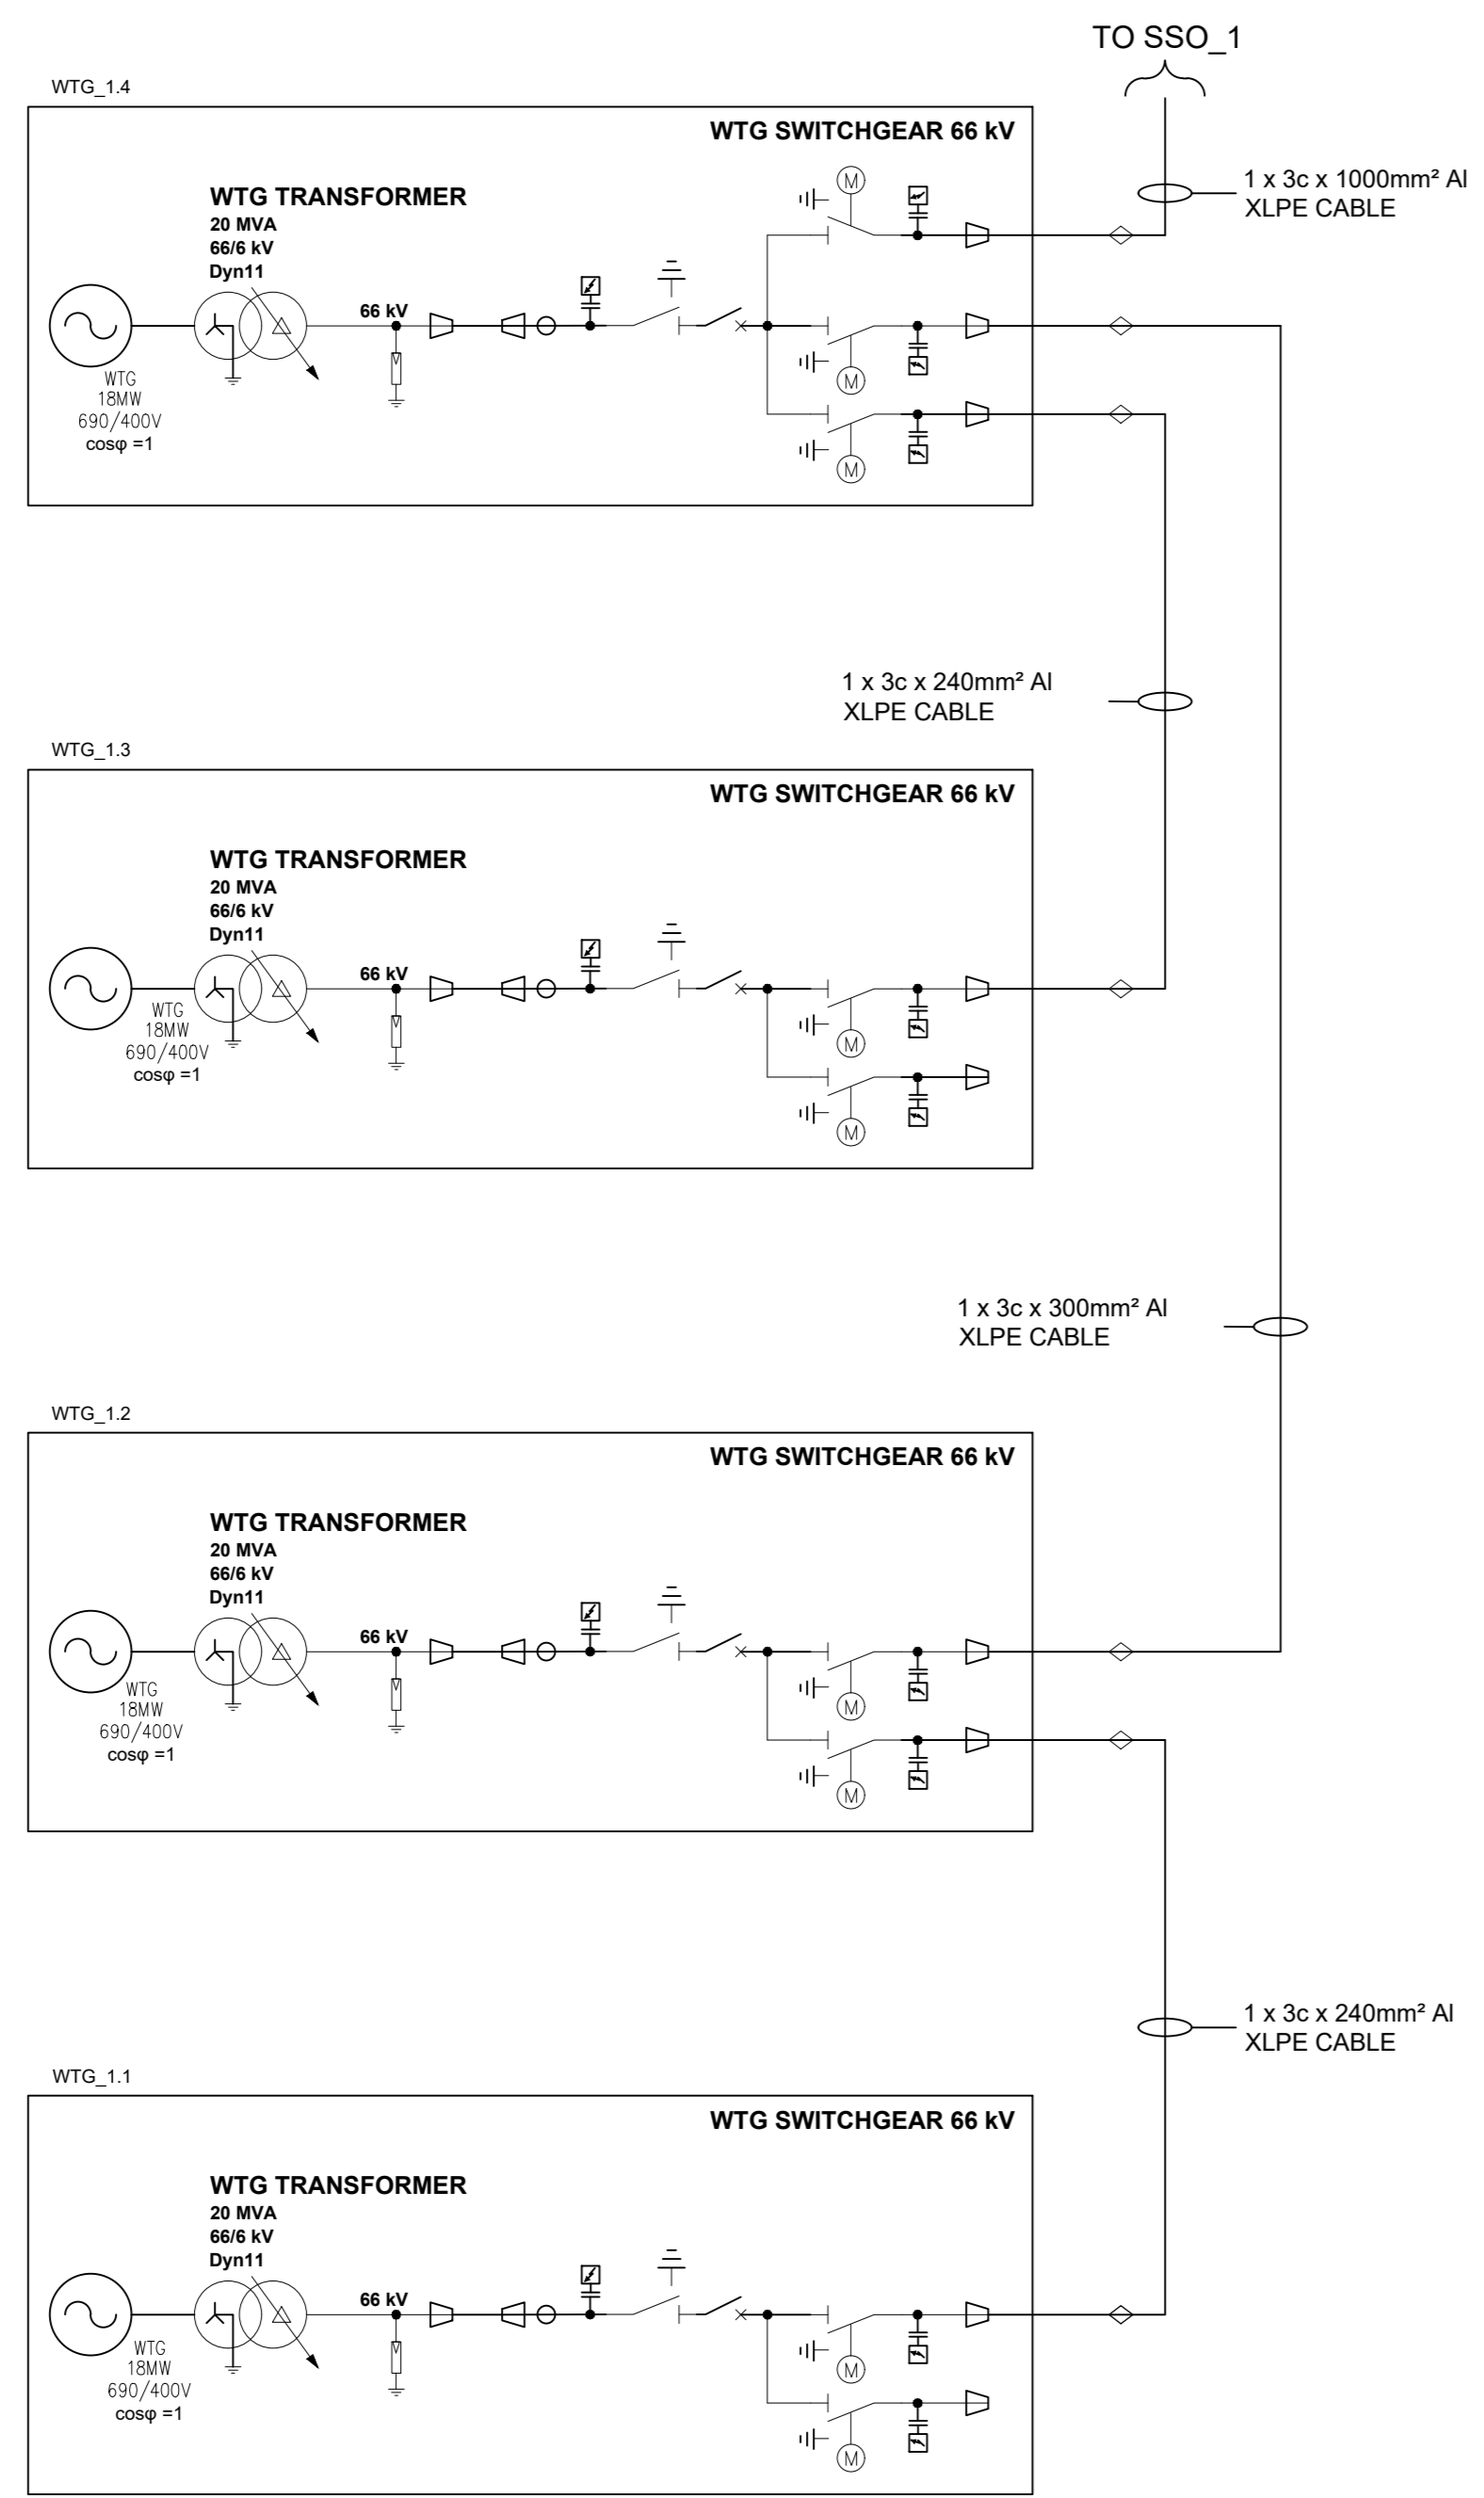 TO SSO_1
WTG_1.4
WTG SWITCHGEAR 66 kV
1 x 3c x 1000mm² Al
XLPE CABLE
WTG TRANSFORMER
20 MVA
66/6 kV
Dyn11
66 kV
M
M
M
WTG
18MW
690/400V
cosφ =1
1 x 3c x 240mm² Al
XLPE CABLE
WTG_1.3
WTG SWITCHGEAR 66 kV
WTG TRANSFORMER
20 MVA
66/6 kV
Dyn11
66 kV
WTG
18MW
690/400V
cosφ =1
M
M
1 x 3c x 300mm² Al
XLPE CABLE
WTG_1.2
WTG SWITCHGEAR 66 kV
WTG TRANSFORMER
20 MVA
66/6 kV
Dyn11
66 kV
WTG
18MW
690/400V
cosφ =1
M
M
1 x 3c x 240mm² Al
XLPE CABLE
WTG_1.1
WTG SWITCHGEAR 66 kV
WTG TRANSFORMER
20 MVA
66/6 kV
Dyn11
66 kV
WTG
18MW
690/400V
cosφ =1
M
M